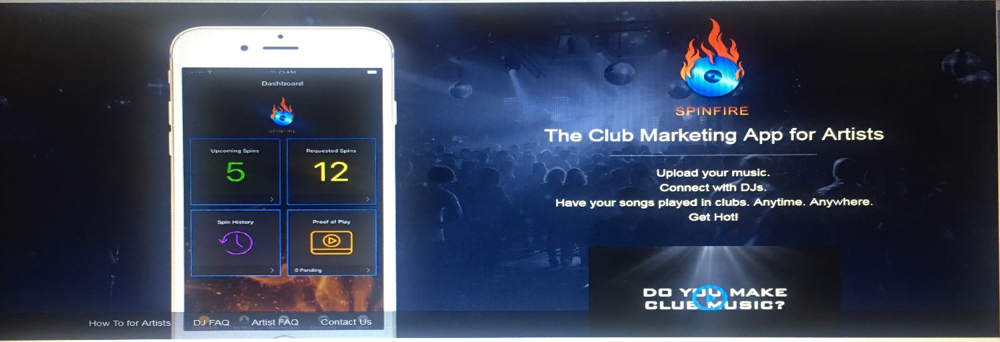 11:25 PM
Dashboard
SPINFIRE
Upcoming Spins
5
Requested Spins
12
Spin History
Proof of Play
0 Pending
SPINFIRE
The Club Marketing App for Artists
Upload your music.
Connect with DJs.
Have your songs played in clubs. Anytime. Anywhere.
Get Hot!
DO YOU MAKE
CLUB MUSIC?
How To for Artists
DJ FAQ
Artist FAQ
Contact Us